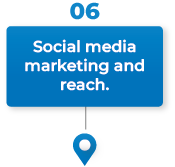 06
Social media
marketing and
reach.